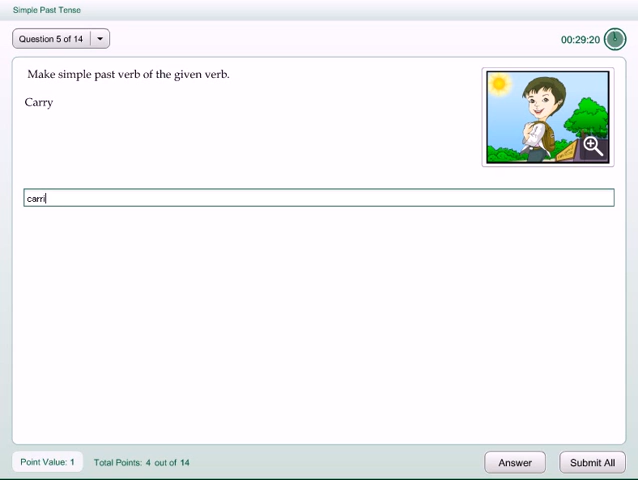 Simple Past Tense
Question 5 of 14
00:29:20
Make simple past verb of the given verb.
Carry
carri
Point Value: 1
Total Points: 4 out of 14
Answer
Submit All